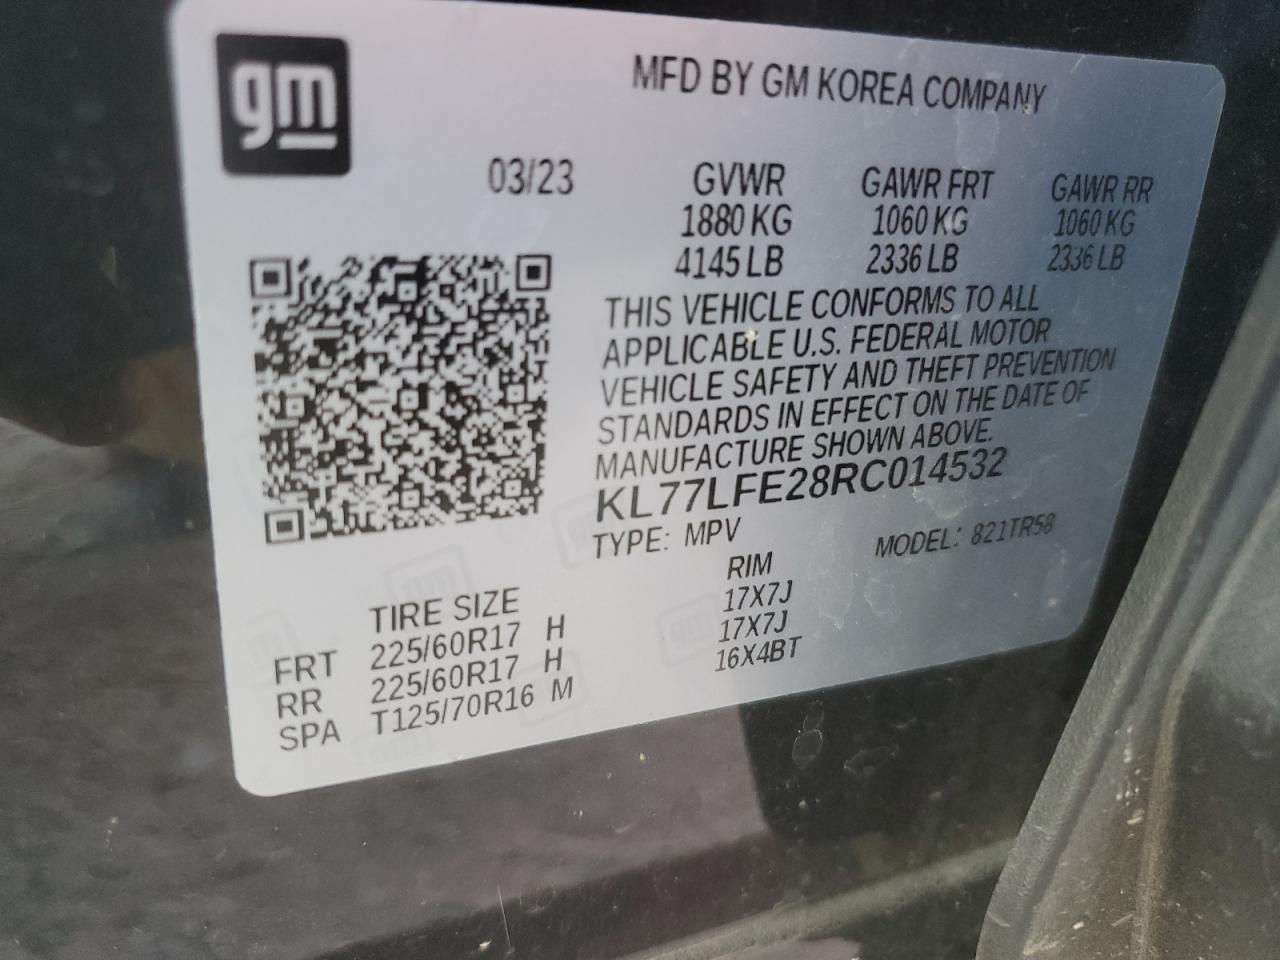 gm
MFD BY GM KOREA COMPANY
03/23 GVWR GAWR FRT GAWR RR
1880 KG 1060 KG 1060 KG
4145 LB 2336 LB 2336 LB
THIS VEHICLE CONFORMS TO ALL
APPLICABLE U.S. FEDERAL MOTOR
VEHICLE SAFETY AND THEFT PREVENTION
STANDARDS IN EFFECT ON THE DATE OF
MANUFACTURE SHOWN ABOVE.
KL77LFE28RC014532
TYPE: MPV MODEL: 821TR58
TIRE SIZE RIM
FRT 225/60R17 H 17X7J
RR 225/60R17 H 17X7J
SPA T125/70R16 M 16X4BT